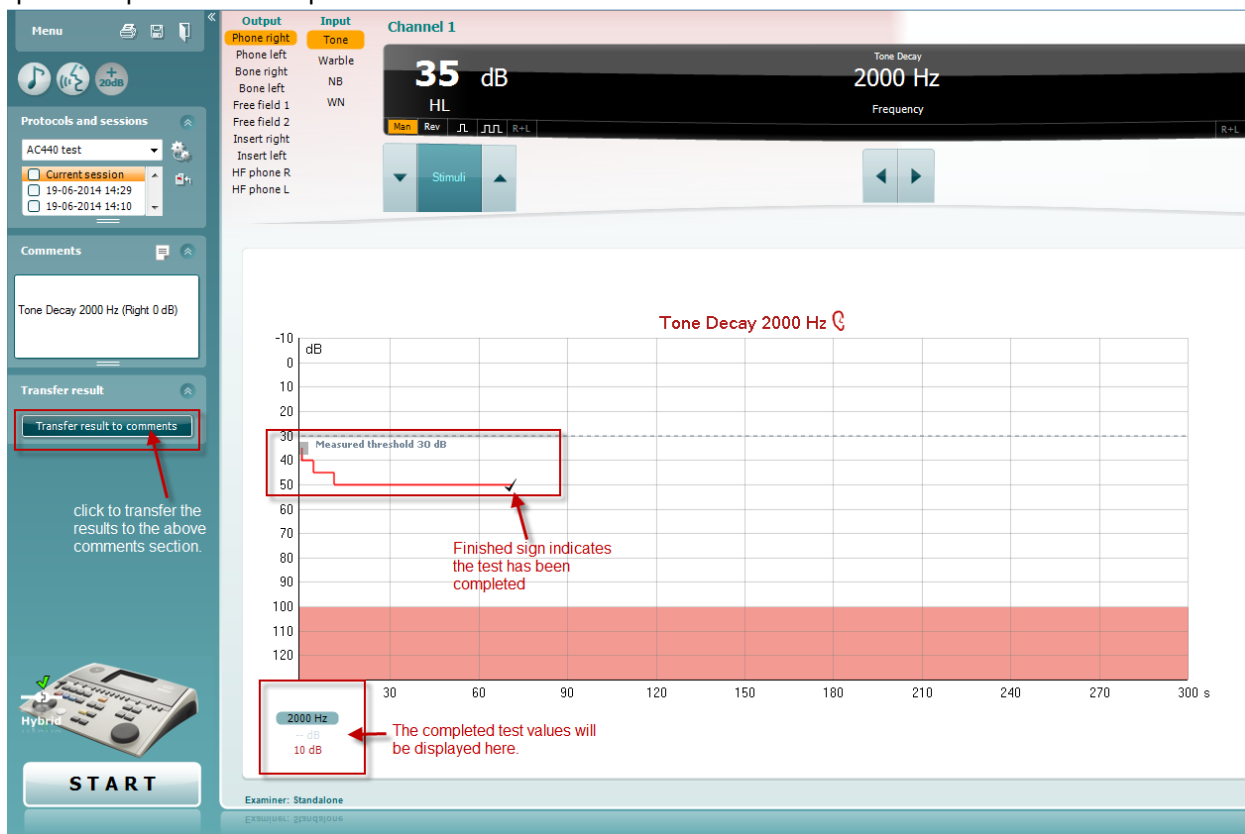 Menu
20dB
Protocols and sessions
AC440 test
Current session
19-06-2014 14:29
19-06-2014 14:10
Comments
Tone Decay 2000 Hz (Right 0 dB)
Transfer result
Transfer result to comments
click to transfer the
results to the above
comments section.
Hybrid
START
Output
Phone right
Phone left
Bone right
Bone left
Free field 1
Free field 2
Insert right
Insert left
HF phone R
HF phone L
Input
Tone
Warble
NB
WN
Channel 1
35 dB
HL
Man Rev R+L
Tone Decay
2000 Hz
Frequency
R+L
Stimuli
Tone Decay 2000 Hz
dB
-10
0
10
20
30
40
50
60
70
80
90
100
110
120
Measured threshold 30 dB
Finished sign indicates
the test has been
completed
30 60 90 120 150 180 210 240 270 300 s
2000 Hz
-- dB
10 dB
The completed test values will
be displayed here.
Examiner: Standalone